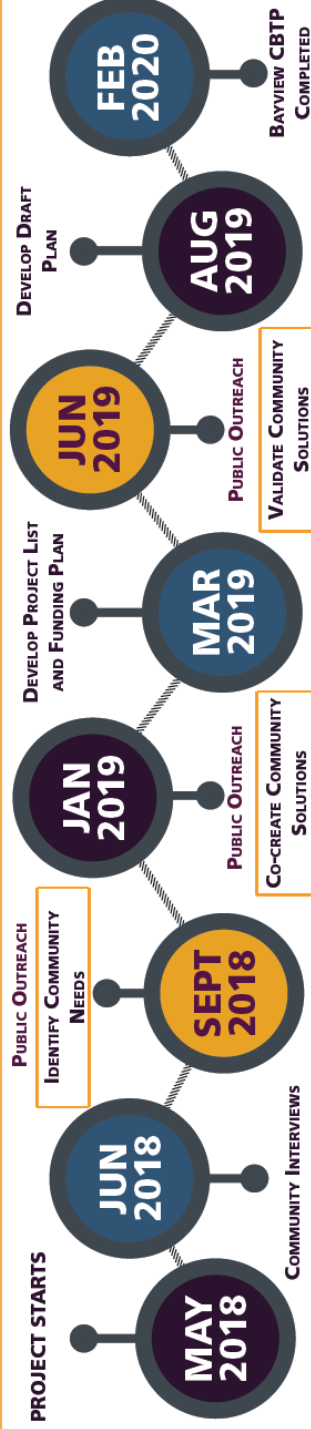 PROJECT STARTS
MAY
2018
JUN
2018
COMMUNITY INTERVIEWS
PUBLIC OUTREACH
IDENTIFY COMMUNITY
NEEDS
SEPT
2018
JAN
2019
PUBLIC OUTREACH
CO-CREATE COMMUNITY
SOLUTIONS
DEVELOP PROJECT LIST
AND FUNDING PLAN
MAR
2019
JUN
2019
PUBLIC OUTREACH
VALIDATE COMMUNITY
SOLUTIONS
DEVELOP DRAFT
PLAN
AUG
2019
FEB
2020
BAYVIEW CBTP
COMPLETED